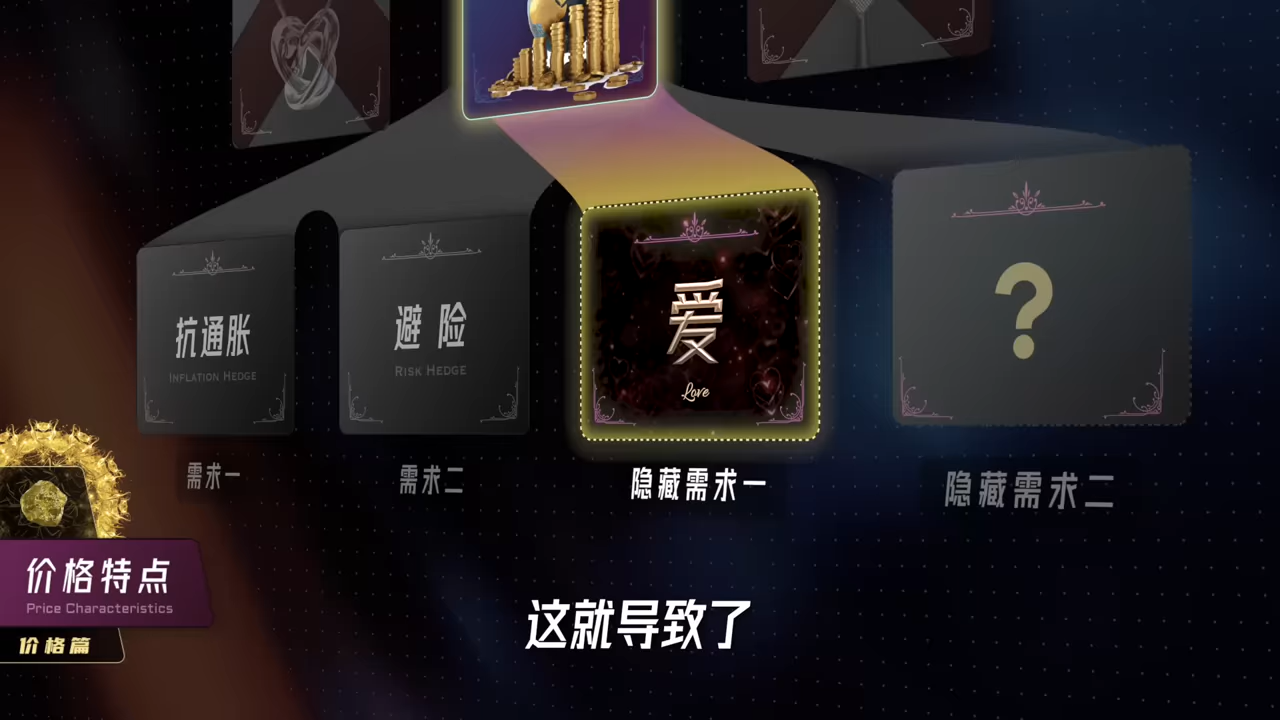 抗通胀
INFLATION HEDGE
需求一
避险
RISK HEDGE
需求二
爱
Love
隐藏需求一
?
隐藏需求二
价格特点
Price Characteristics
价格篇
这就导致了